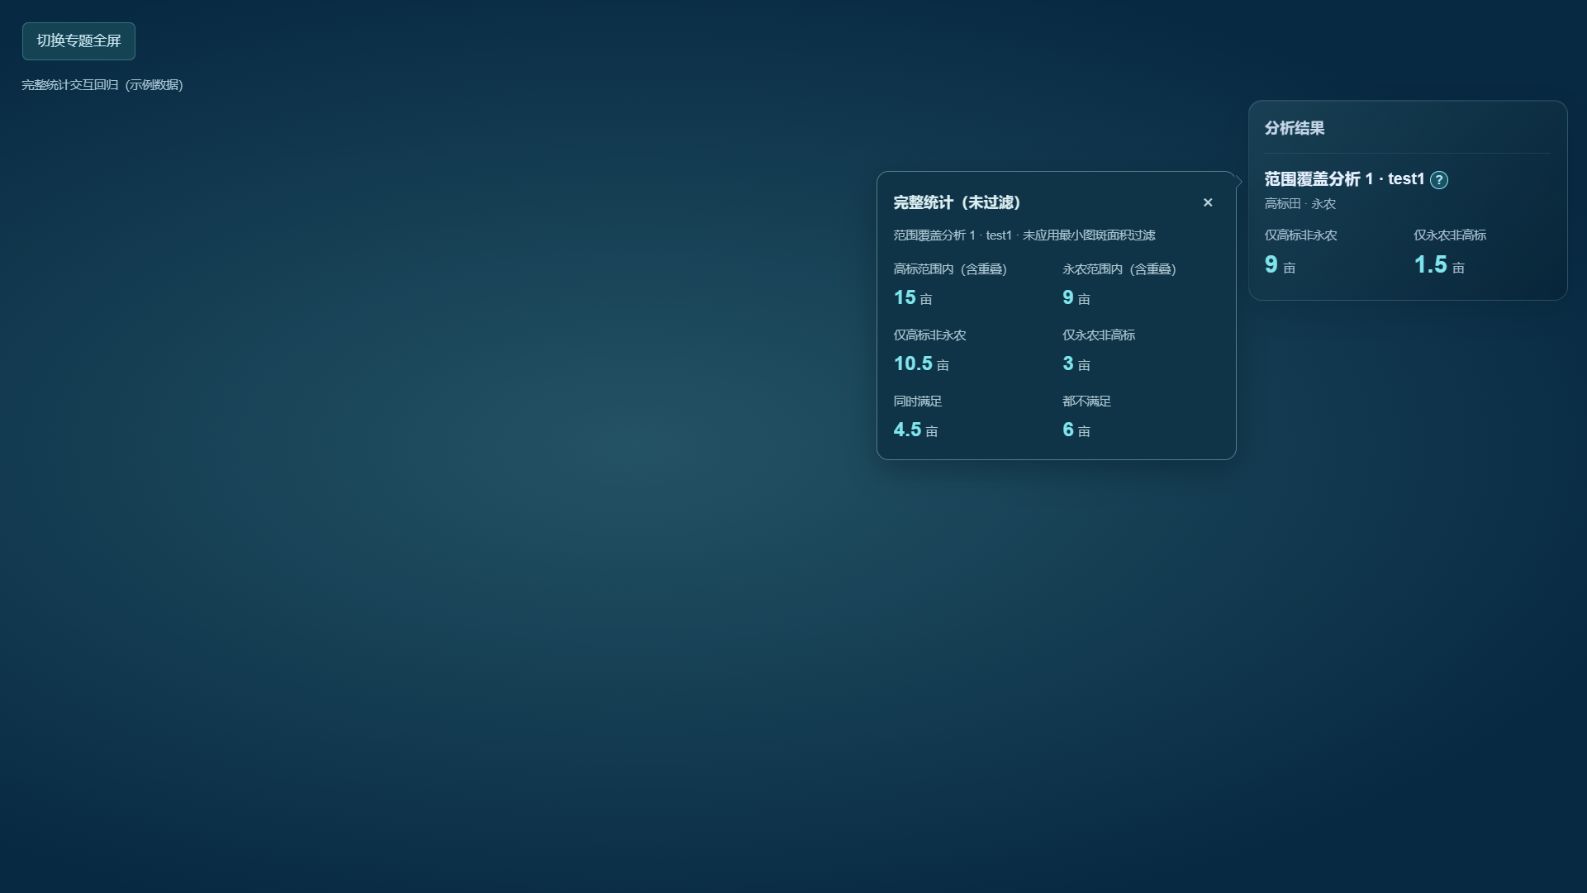 切换专题全屏
完整统计交互回归（示例数据）
分析结果
范围覆盖分析 1 · test1 ?
高标田 · 永农
仅高标非永农 仅永农非高标
9 亩 1.5 亩
完整统计（未过滤） ×
范围覆盖分析 1 · test1 · 未应用最小图斑面积过滤
高标范围内（含重叠） 永农范围内（含重叠）
15 亩 9 亩
仅高标非永农 仅永农非高标
10.5 亩 3 亩
同时满足 都不满足
4.5 亩 6 亩